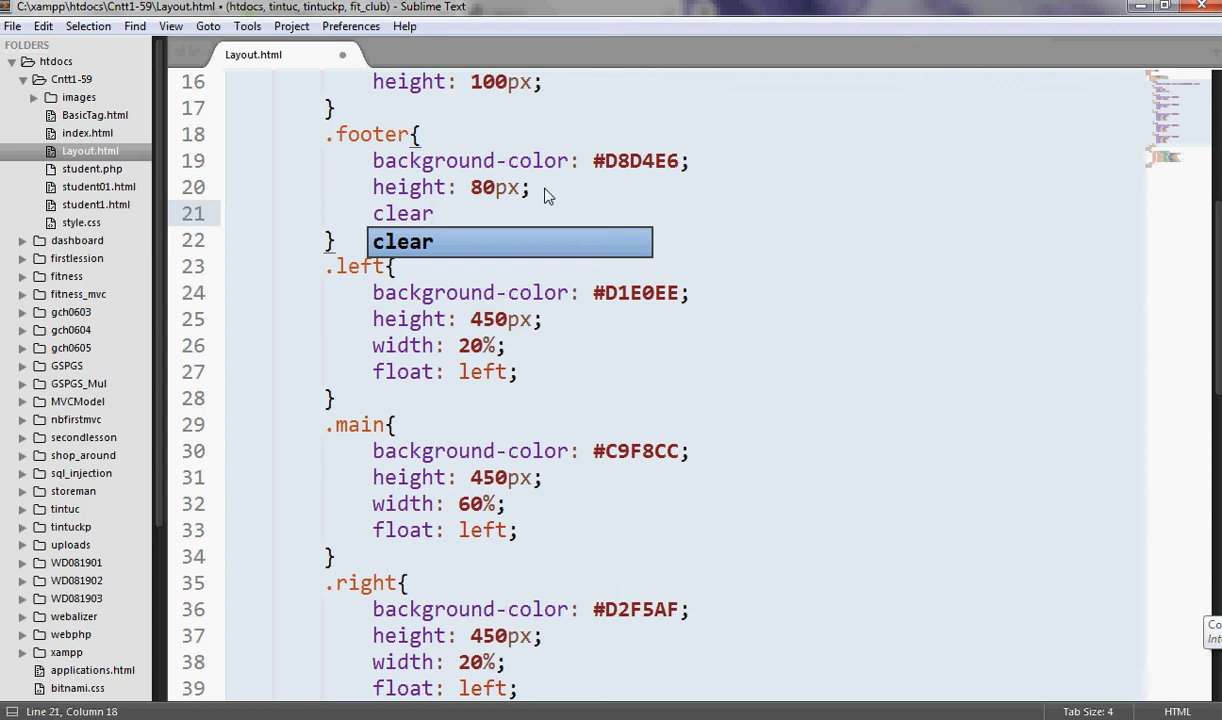 C:\xampp\htdocs\Cntt1-59\Layout.html • (htdocs, tintuc, tintuckp, fit_club) - Sublime Text
File Edit Selection Find View Goto Tools Project Preferences Help
FOLDERS
htdocs
Cntt1-59
images
BasicTag.html
index.html
Layout.html
student.php
student01.html
student1.html
style.css
dashboard
firstlession
fitness
fitness_mvc
gch0603
gch0604
gch0605
GSPGS
GSPGS_Mul
MVCModel
nbfirstmvc
secondlesson
shop_around
sql_injection
storeman
tintuc
tintuckp
uploads
WD081901
WD081902
WD081903
webalizer
webphp
xampp
applications.html
bitnami.css
Layout.html
16 height: 100px;
17 }
18 .footer{
19 background-color: #D8D4E6;
20 height: 80px;
21 clear
22 }
clear
23 .left{
24 background-color: #D1E0EE;
25 height: 450px;
26 width: 20%;
27 float: left;
28 }
29 .main{
30 background-color: #C9F8CC;
31 height: 450px;
32 width: 60%;
33 float: left;
34 }
35 .right{
36 background-color: #D2F5AF;
37 height: 450px;
38 width: 20%;
39 float: left;
Co
Int
Line 21, Column 18
Tab Size: 4
HTML